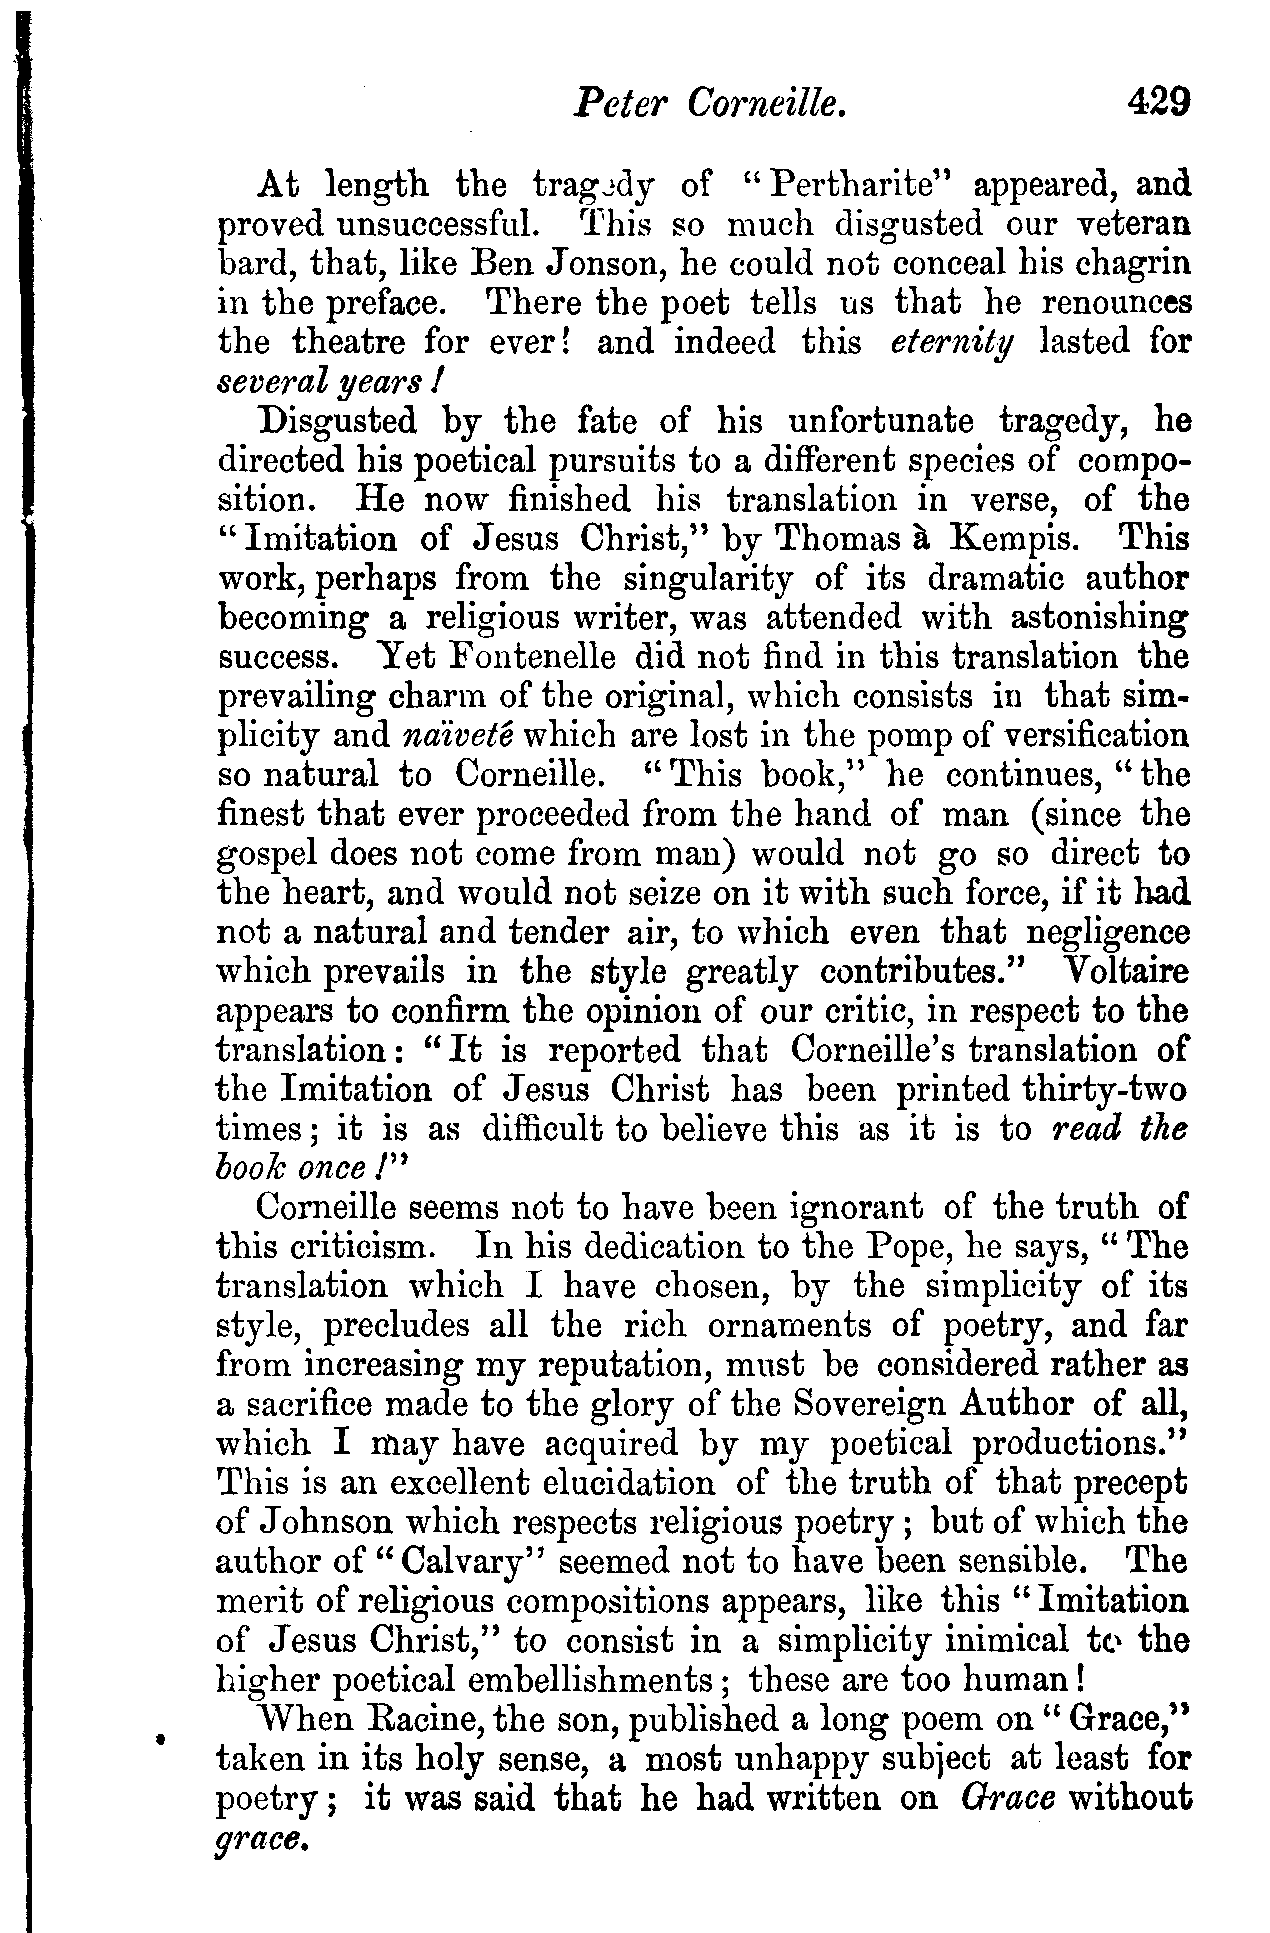 Peter Corneille. 429
At length the tragedy of "Pertharite" appeared, and
proved unsuccessful. This so much disgusted our veteran
bard, that, like Ben Jonson, he could not conceal his chagrin
in the preface. There the poet tells us that he renounces
the theatre for ever! and indeed this eternity lasted for
several years!
Disgusted by the fate of his unfortunate tragedy, he
directed his poetical pursuits to a different species of compo-
sition. He now finished his translation in verse, of the
"Imitation of Jesus Christ," by Thomas à Kempis. This
work, perhaps from the singularity of its dramatic author
becoming a religious writer, was attended with astonishing
success. Yet Fontenelle did not find in this translation the
prevailing charm of the original, which consists in that sim-
plicity and naïveté which are lost in the pomp of versification
so natural to Corneille. "This book," he continues, "the
finest that ever proceeded from the hand of man (since the
gospel does not come from man) would not go so direct to
the heart, and would not seize on it with such force, if it had
not a natural and tender air, to which even that negligence
which prevails in the style greatly contributes." Voltaire
appears to confirm the opinion of our critic, in respect to the
translation: "It is reported that Corneille's translation of
the Imitation of Jesus Christ has been printed thirty-two
times; it is as difficult to believe this as it is to read the
book once!"
Corneille seems not to have been ignorant of the truth of
this criticism. In his dedication to the Pope, he says, "The
translation which I have chosen, by the simplicity of its
style, precludes all the rich ornaments of poetry, and far
from increasing my reputation, must be considered rather as
a sacrifice made to the glory of the Sovereign Author of all,
which I may have acquired by my poetical productions."
This is an excellent elucidation of the truth of that precept
of Johnson which respects religious poetry; but of which the
author of "Calvary" seemed not to have been sensible. The
merit of religious compositions appears, like this "Imitation
of Jesus Christ," to consist in a simplicity inimical to the
higher poetical embellishments; these are too human!
When Racine, the son, published a long poem on "Grace,"
taken in its holy sense, a most unhappy subject at least for
poetry; it was said that he had written on Grace without
grace.